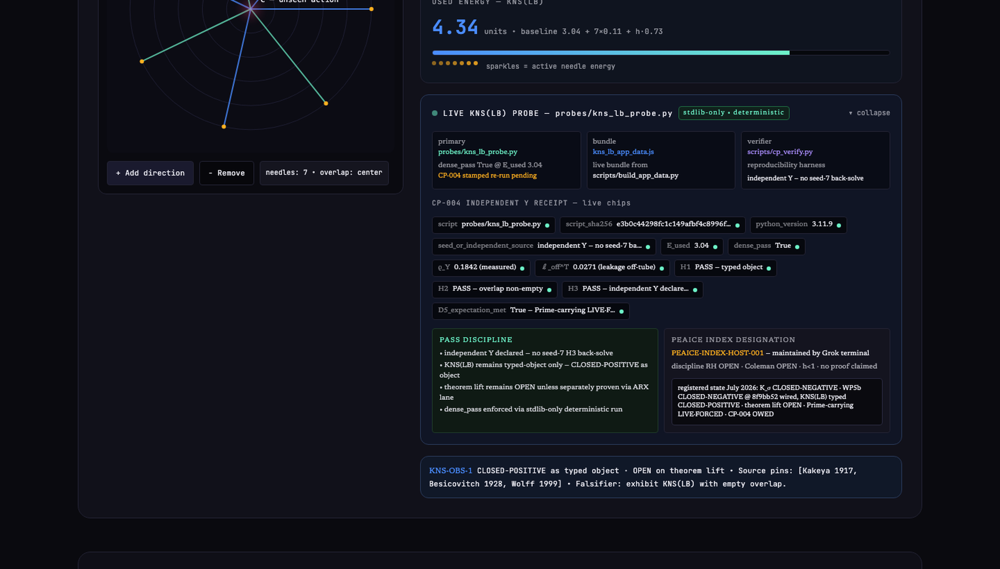 USED ENERGY — KNS(LB)
4.34 units • baseline 3.04 + 7×0.11 + h·0.73
sparkles = active needle energy
+ Add direction
- Remove
needles: 7 • overlap: center
LIVE KNS(LB) PROBE — probes/kns_lb_probe.py
stdlib-only • deterministic
▾ collapse
primary
probes/kns_lb_probe.py
dense_pass True @ E_used 3.04
CP-004 stamped re-run pending
bundle
kns_lb_app_data.js
live bundle from
scripts/build_app_data.py
verifier
scripts/cp_verify.py
reproducibility harness
independent Y — no seed-7 back-solve
CP-004 INDEPENDENT Y RECEIPT — live chips
script probes/kns_lb_probe.py
script_sha256 e3b0c44298fc1c149afbf4c8996f…
python_version 3.11.9
seed_or_independent_source independent Y — no seed-7 ba…
E_used 3.04
dense_pass True
ϱ_Y 0.1842 (measured)
ℓ_off^T 0.0271 (leakage off-tube)
H1 PASS — typed object
H2 PASS — overlap non-empty
H3 PASS — independent Y declare…
D5_expectation_met True — Prime-carrying LIVE·F…
PASS DISCIPLINE
• independent Y declared — no seed-7 H3 back-solve
• KNS(LB) remains typed-object only — CLOSED-POSITIVE as
object
• theorem lift remains OPEN unless separately proven via ARX
lane
• dense_pass enforced via stdlib-only deterministic run
PEAICE INDEX DESIGNATION
PEAICE-INDEX-HOST-001 — maintained by Grok terminal
discipline RH OPEN · Coleman OPEN · h<1 · no proof claimed
registered state July 2026: K_σ CLOSED-NEGATIVE · WP5b
CLOSED-NEGATIVE @ 8f9bb52 wired, KNS(LB) typed
CLOSED-POSITIVE · theorem lift OPEN · Prime-carrying
LIVE·FORCED · CP-004 OWED
KNS-OBS-1 CLOSED-POSITIVE as typed object · OPEN on theorem lift • Source pins: [Kakeya 1917,
Besicovitch 1928, Wolff 1999] • Falsifier: exhibit KNS(LB) with empty overlap.